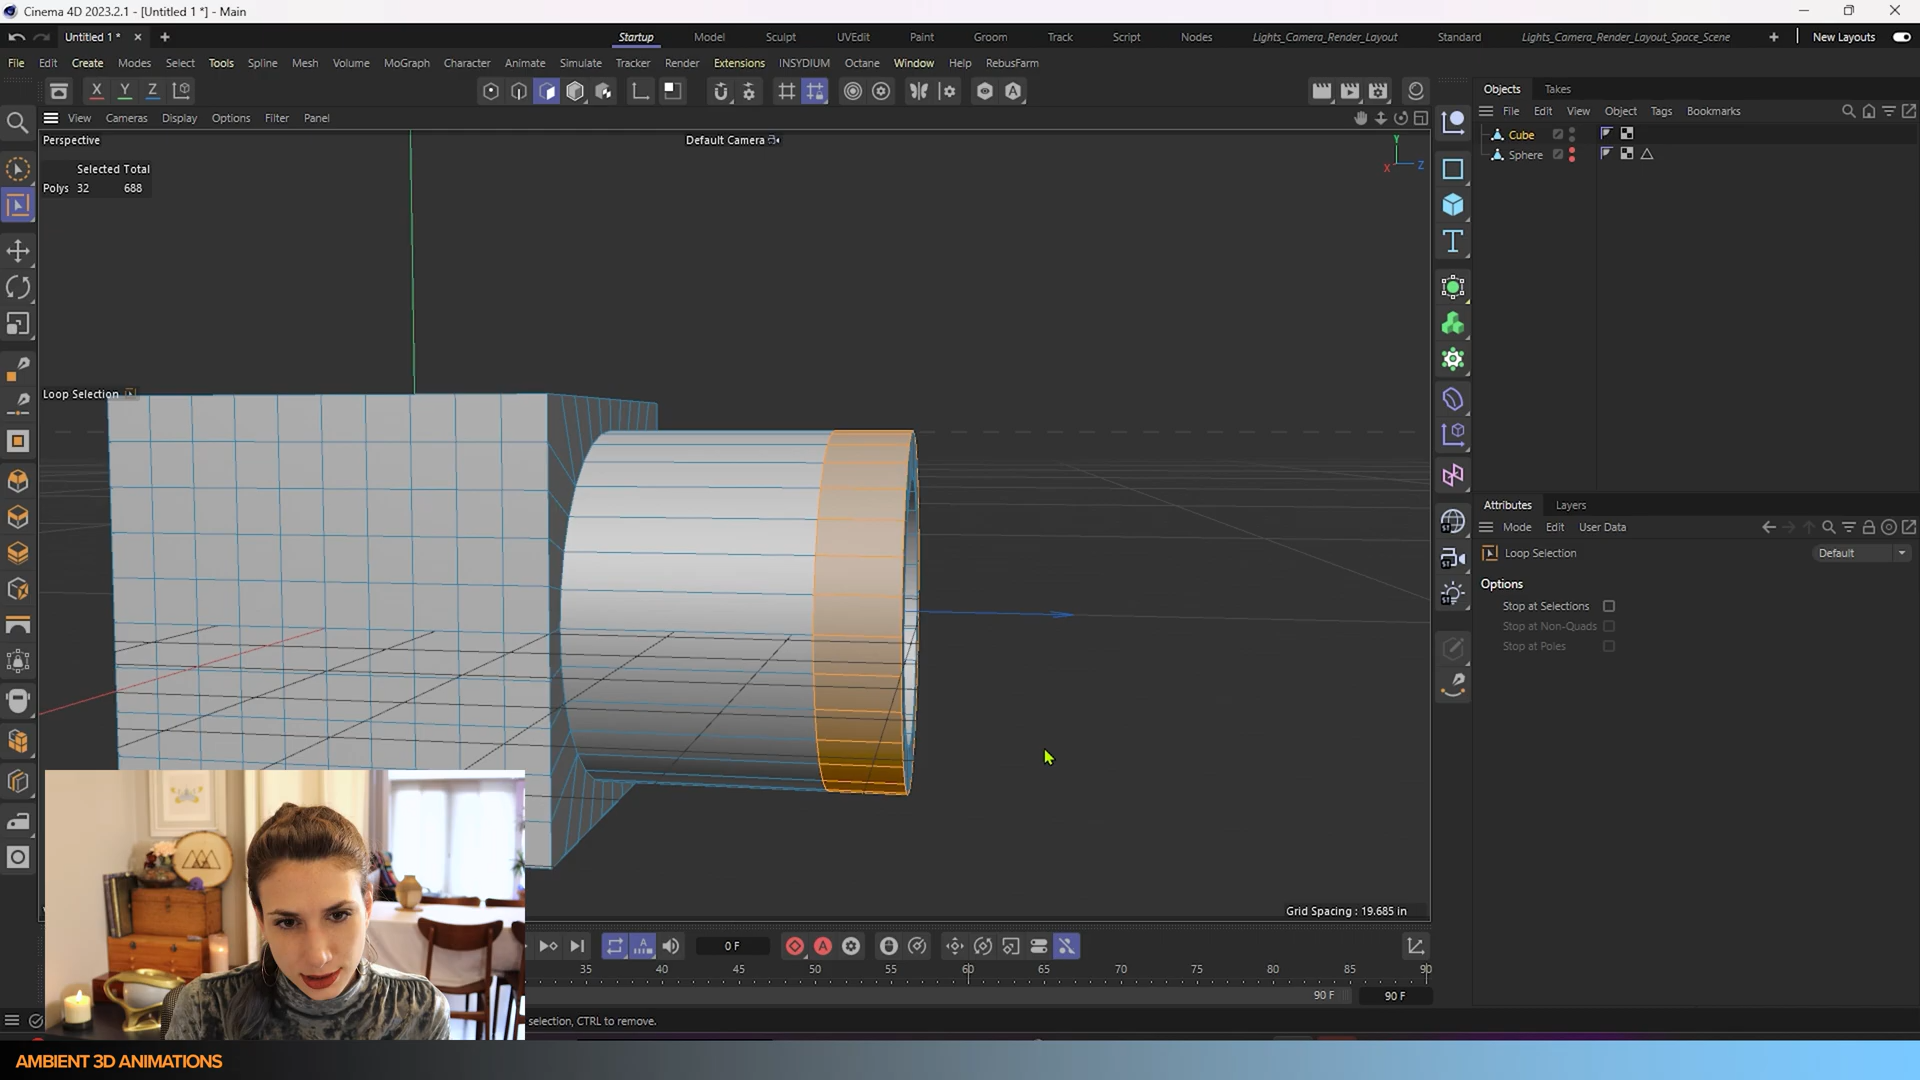 Cinema 4D 2023.2.1 - [Untitled 1 *] - Main
Untitled 1 *
Startup Model Sculpt UVEdit Paint Groom Track Script Nodes Lights_Camera_Render_Layout Standard Lights_Camera_Render_Layout_Space_Scene New Layouts
File Edit Create Modes Select Tools Spline Mesh Volume MoGraph Character Animate Simulate Tracker Render Extensions INSYDIUM Octane Window Help RebusFarm
X Y Z
Objects Takes
File Edit View Object Tags Bookmarks
View Cameras Display Options Filter Panel
Perspective
Default Camera
Y
X
Z
Cube
Sphere
Selected Total
Polys 32 688
Loop Selection
Attributes Layers
Mode Edit User Data
Loop Selection
Default
Options
Stop at Selections
Stop at Non-Quads
Stop at Poles
ST
ST
ST
Grid Spacing : 19.685 in
0 F
35 40 45 50 55 60 65 70 75 80 85 90
90 F
90 F
selection, CTRL to remove.
AMBIENT 3D ANIMATIONS